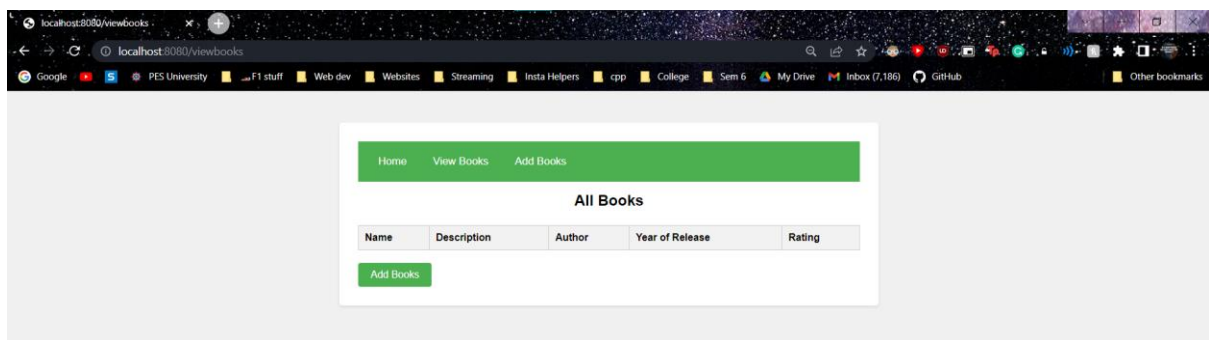 localhost:8080/viewbooks
localhost:8080/viewbooks
Google PES University F1 stuff Web dev Websites Streaming Insta Helpers cpp College Sem 6 My Drive Inbox (7,186) GitHub Other bookmarks
Home View Books Add Books
All Books
Name Description Author Year of Release Rating
Add Books